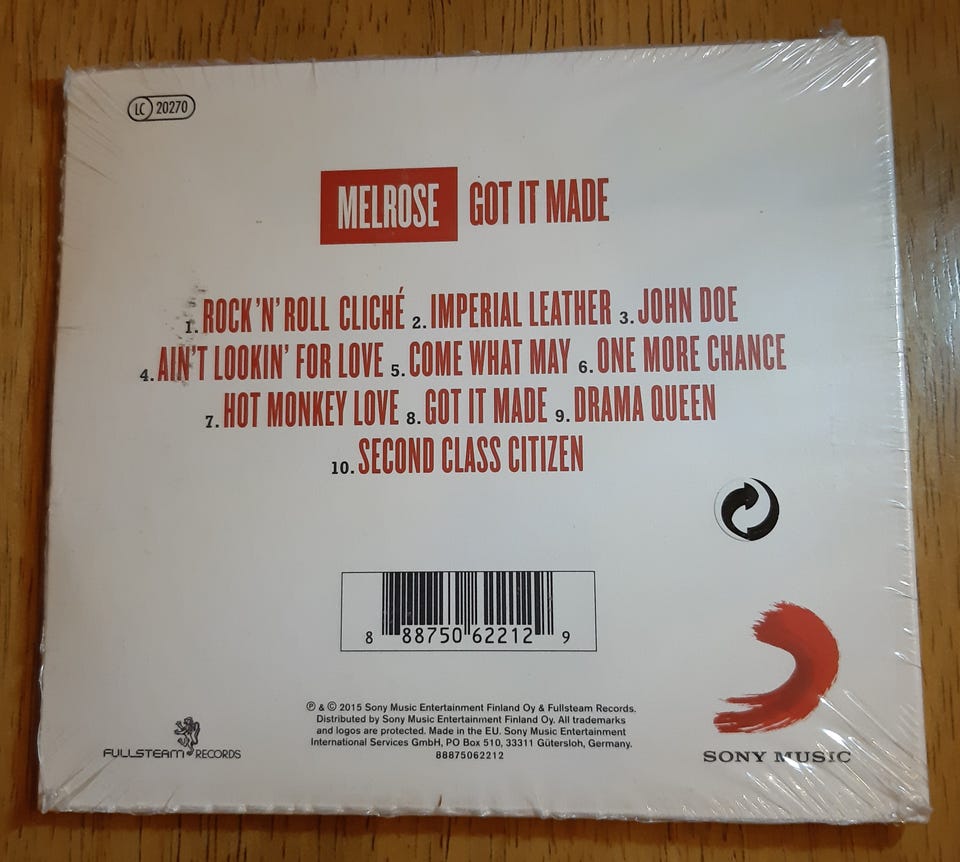 LC 20270
MELROSE GOT IT MADE
1. ROCK 'N' ROLL CLICHÉ 2. IMPERIAL LEATHER 3. JOHN DOE
4. AIN'T LOOKIN' FOR LOVE 5. COME WHAT MAY 6. ONE MORE CHANCE
7. HOT MONKEY LOVE 8. GOT IT MADE 9. DRAMA QUEEN
10. SECOND CLASS CITIZEN
8 88750 62212 9
℗ & © 2015 Sony Music Entertainment Finland Oy & Fullsteam Records.
Distributed by Sony Music Entertainment Finland Oy. All trademarks
and logos are protected. Made in the EU. Sony Music Entertainment
International Services GmbH, PO Box 510, 33311 Gütersloh, Germany.
88875062212
FULLSTEAM RECORDS
SONY MUSIC